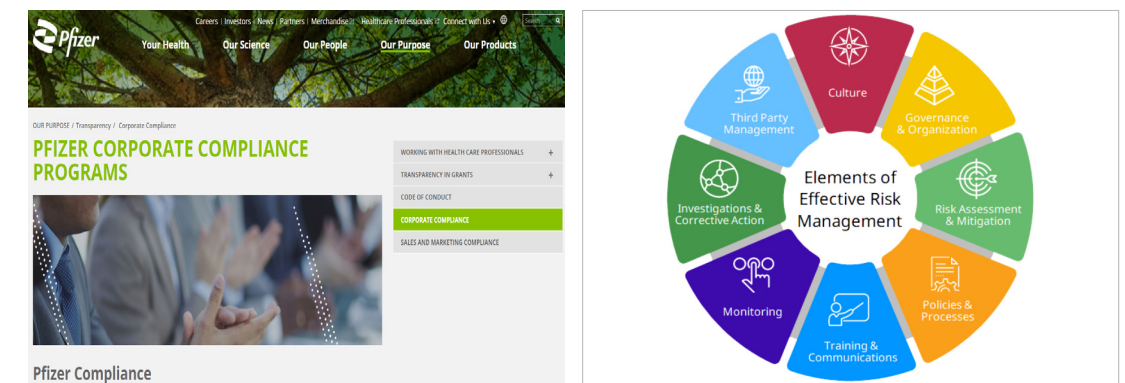 Careers | Investors | News | Partners | Merchandise | Healthcare Professionals Connect with Us
Search
Pfizer
Your Health Our Science Our People Our Purpose Our Products
OUR PURPOSE / Transparency / Corporate Compliance
PFIZER CORPORATE COMPLIANCE
PROGRAMS
WORKING WITH HEALTH CARE PROFESSIONALS +
TRANSPARENCY IN GRANTS +
CODE OF CONDUCT
CORPORATE COMPLIANCE
SALES AND MARKETING COMPLIANCE
Pfizer Compliance
Elements of
Effective Risk
Management
Culture
Governance
& Organization
Risk Assessment
& Mitigation
Policies &
Processes
Training &
Communications
Monitoring
Investigations &
Corrective Action
Third Party
Management